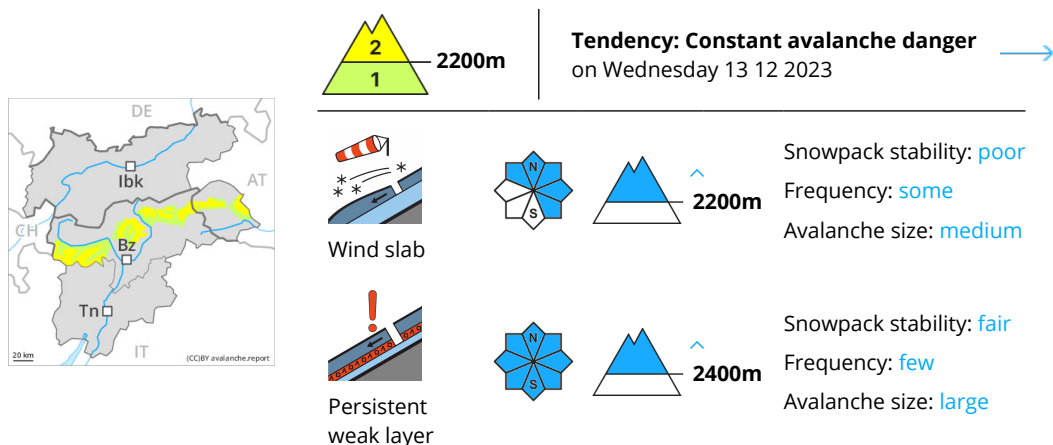 2
1
2200m
Tendency: Constant avalanche danger
on Wednesday 13 12 2023
DE
Ibk
AT
CH
Bz
Tn
IT
20 km
(CC)BY avalanche.report
Wind slab
N
S
2200m
Snowpack stability: poor
Frequency: some
Avalanche size: medium
Persistent
weak layer
N
S
2400m
Snowpack stability: fair
Frequency: few
Avalanche size: large